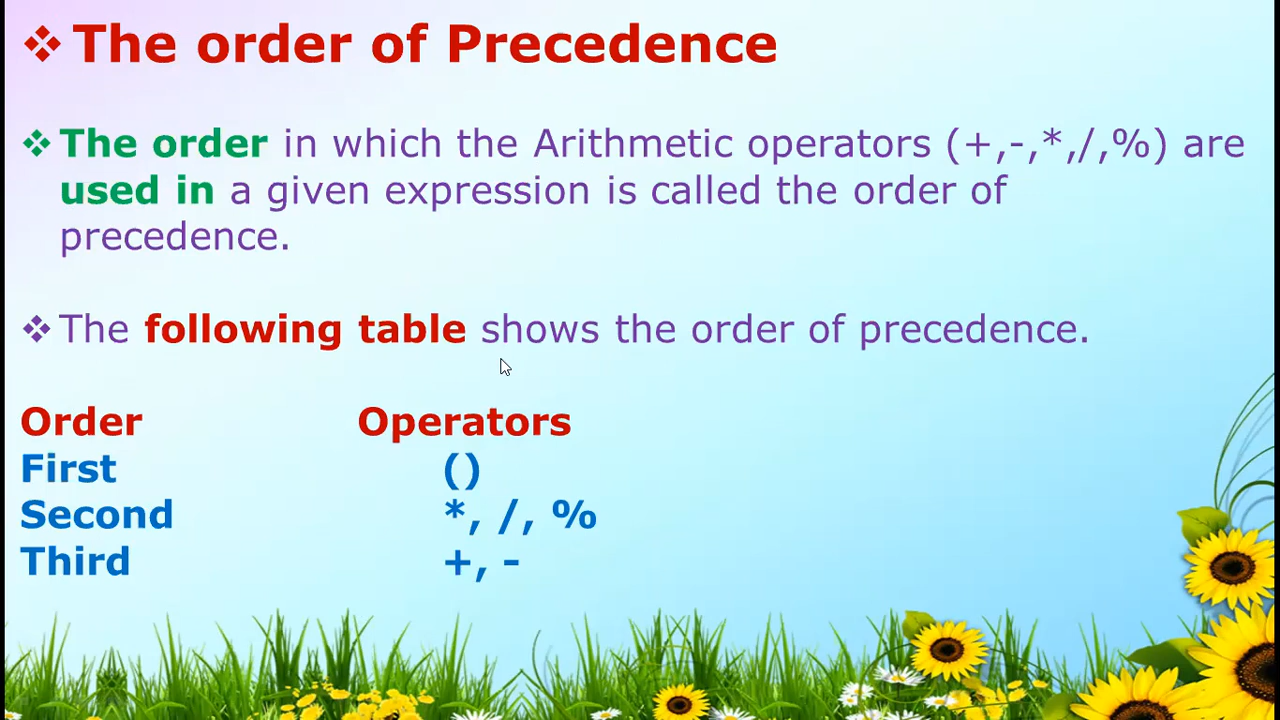 The order of Precedence
The order in which the Arithmetic operators (+,-,*,/,%) are
used in a given expression is called the order of
precedence.
The following table shows the order of precedence.
Order Operators
First ()
Second *, /, %
Third +, -